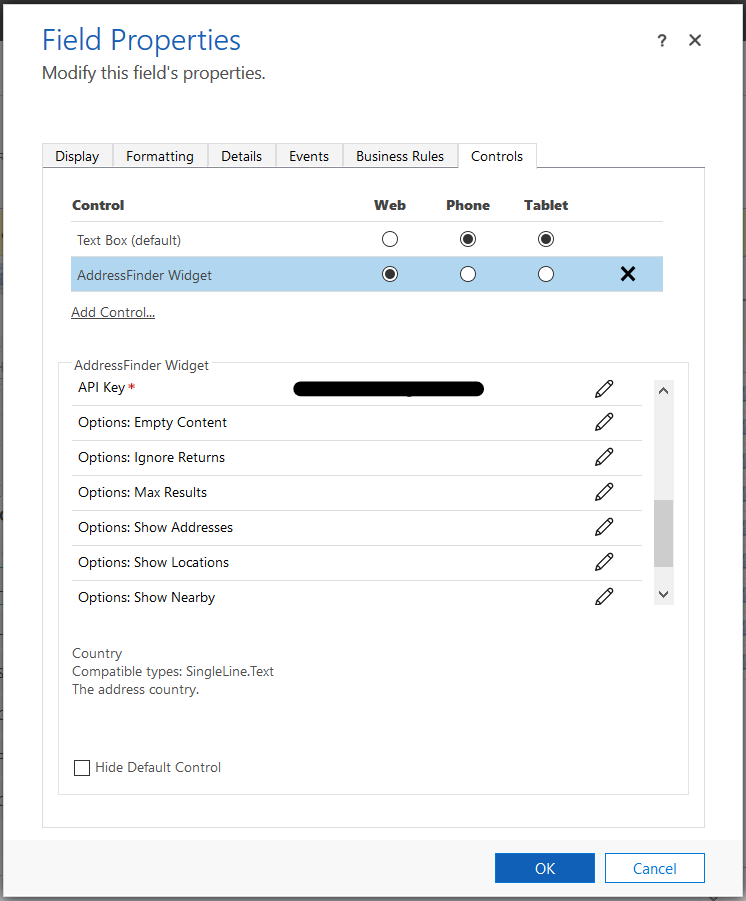 Field Properties
?
Modify this field's properties.
Display Formatting Details Events Business Rules Controls
Control Web Phone Tablet
Text Box (default)
AddressFinder Widget
Add Control...
AddressFinder Widget
API Key *
Options: Empty Content
Options: Ignore Returns
Options: Max Results
Options: Show Addresses
Options: Show Locations
Options: Show Nearby
Country
Compatible types: SingleLine.Text
The address country.
Hide Default Control
OK Cancel